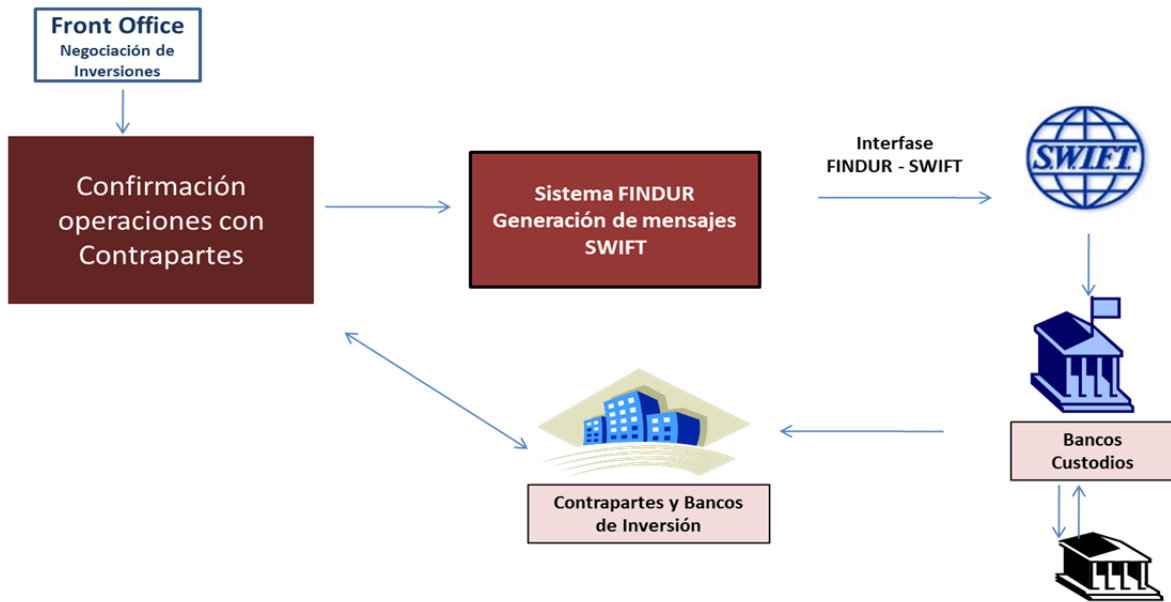 Front Office
Negociación de
Inversiones
Confirmación
operaciones con
Contrapartes
Sistema FINDUR
Generación de mensajes
SWIFT
Interfase
FINDUR - SWIFT
S.W.I.F.T.
Bancos
Custodios
Contrapartes y Bancos
de Inversión